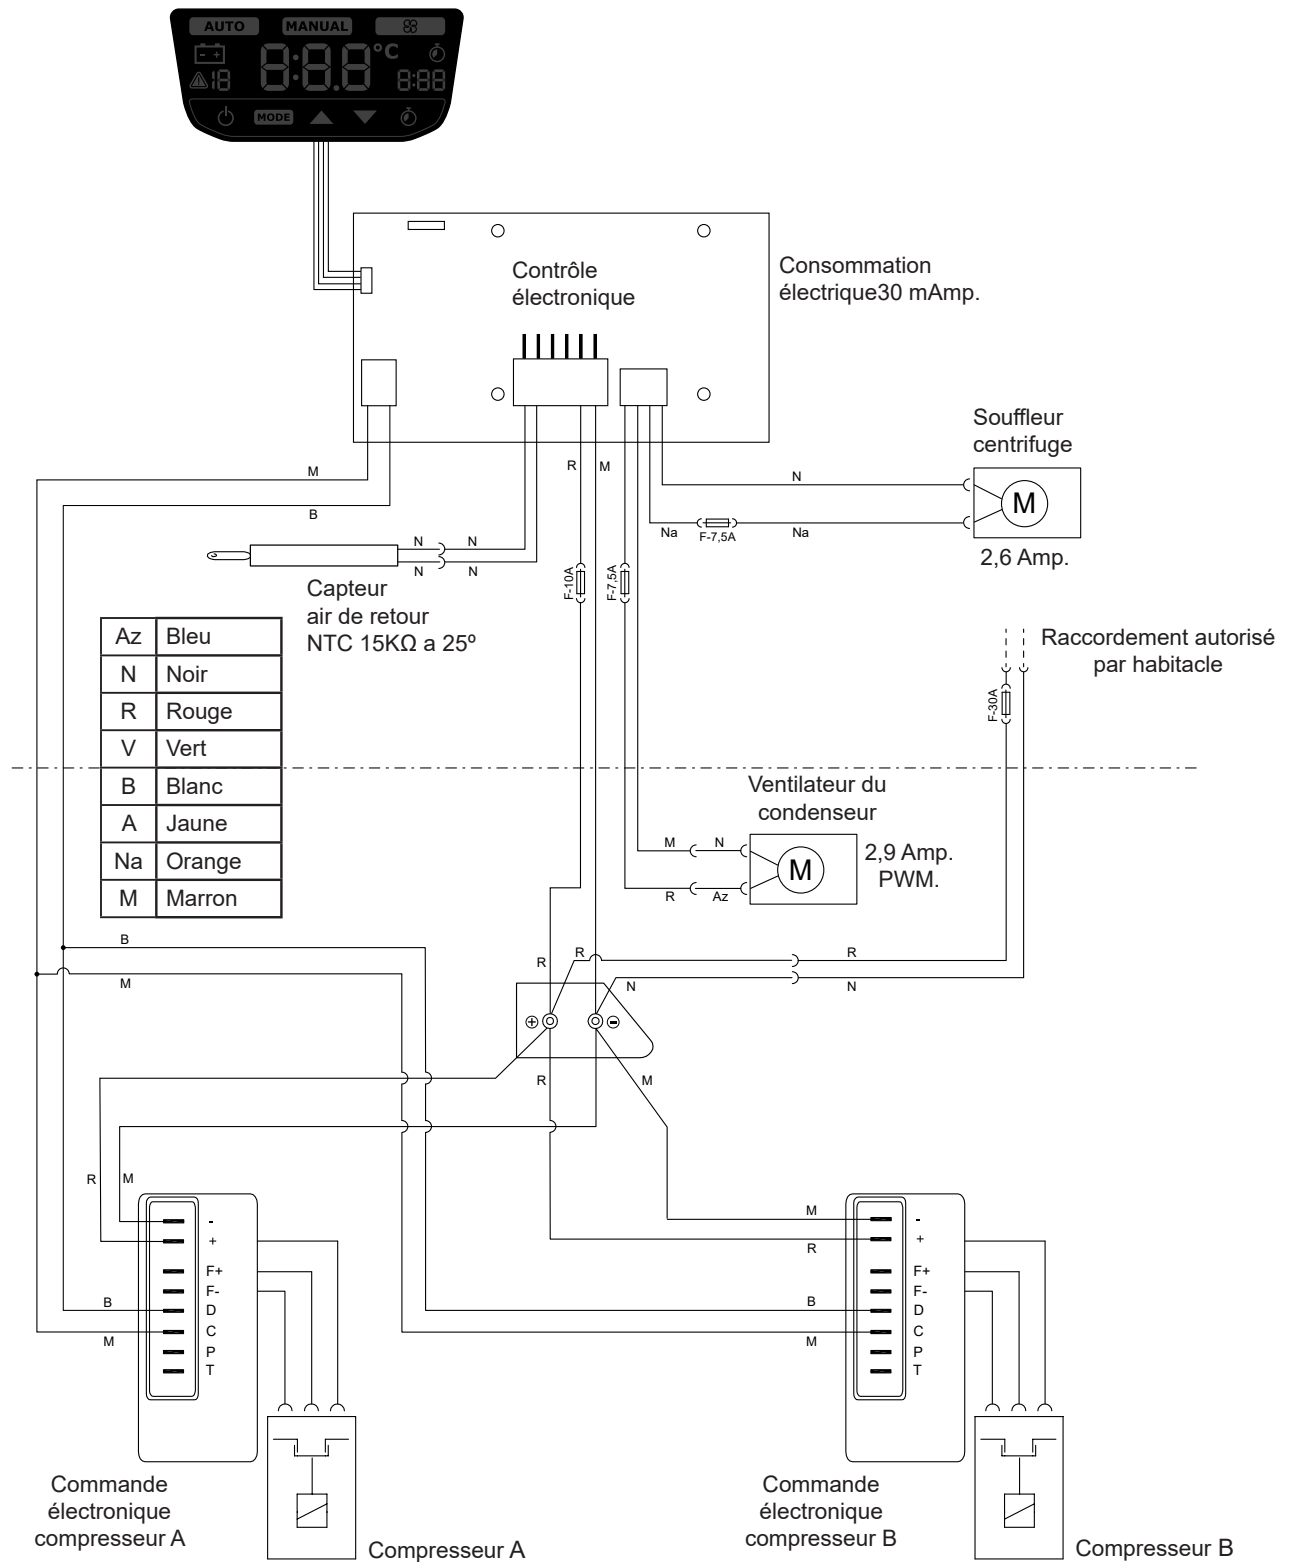 AUTO MANUAL
8:8.8 °C
18 8:88
MODE
Contrôle
électronique
Consommation
électrique30 mAmp.
Souffleur
centrifuge
M
2,6 Amp.
R M
N
Na F-7,5A Na
M
B
N N
N N
Capteur
air de retour
NTC 15KΩ a 25º
F-10A
F-7,5A
Raccordement autorisé
par habitacle
F-30A
Az Bleu
N Noir
R Rouge
V Vert
B Blanc
A Jaune
Na Orange
M Marron
Ventilateur du
condenseur
M N
R Az
M
2,9 Amp.
PWM.
B
M
R R R
N N
+ -
R M
R M
M
R
-
+
F+
F-
D
C
P
T
B
M
-
+
F+
F-
D
C
P
T
B
M
Commande
électronique
compresseur A
Compresseur A
Commande
électronique
compresseur B
Compresseur B